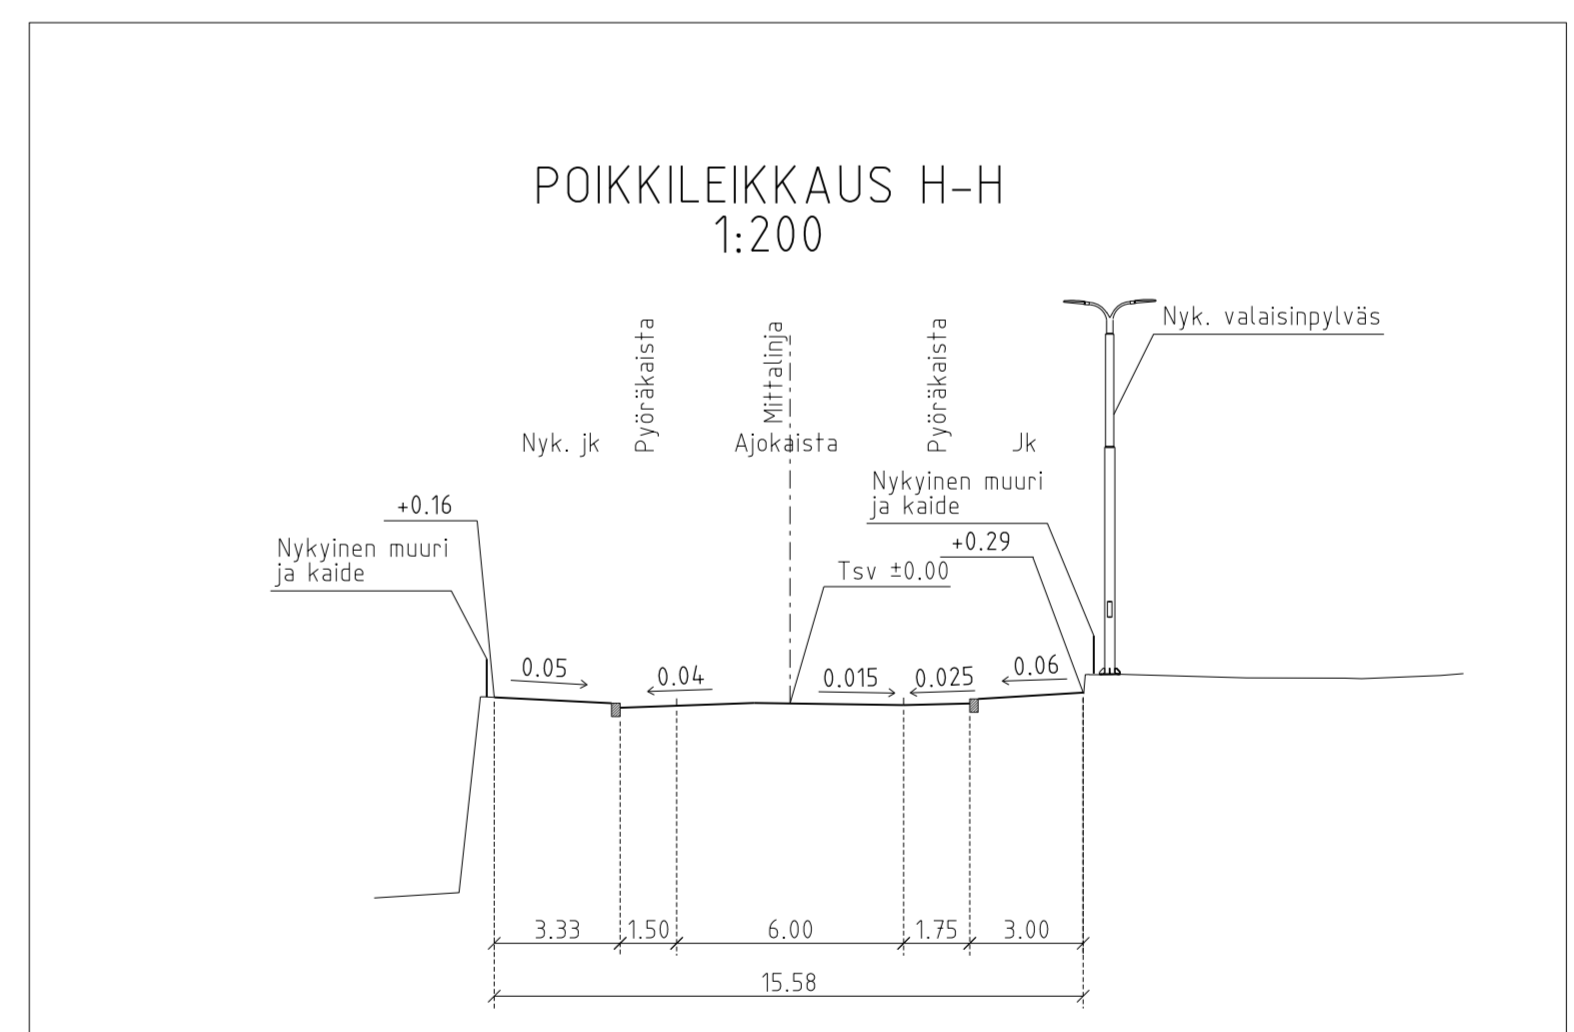 POIKKILEIKKAUS H-H
1:200
Nyk. valaisinpylväs
Pyöräkaista
Mittalinja
Pyöräkaista
Nyk. jk
Ajokaista
Jk
Nykyinen muuri
ja kaide
+0.16
+0.29
Nykyinen muuri
ja kaide
Tsv ±0.00
0.05
0.04
0.015
0.025
0.06
3.33
1.50
6.00
1.75
3.00
15.58